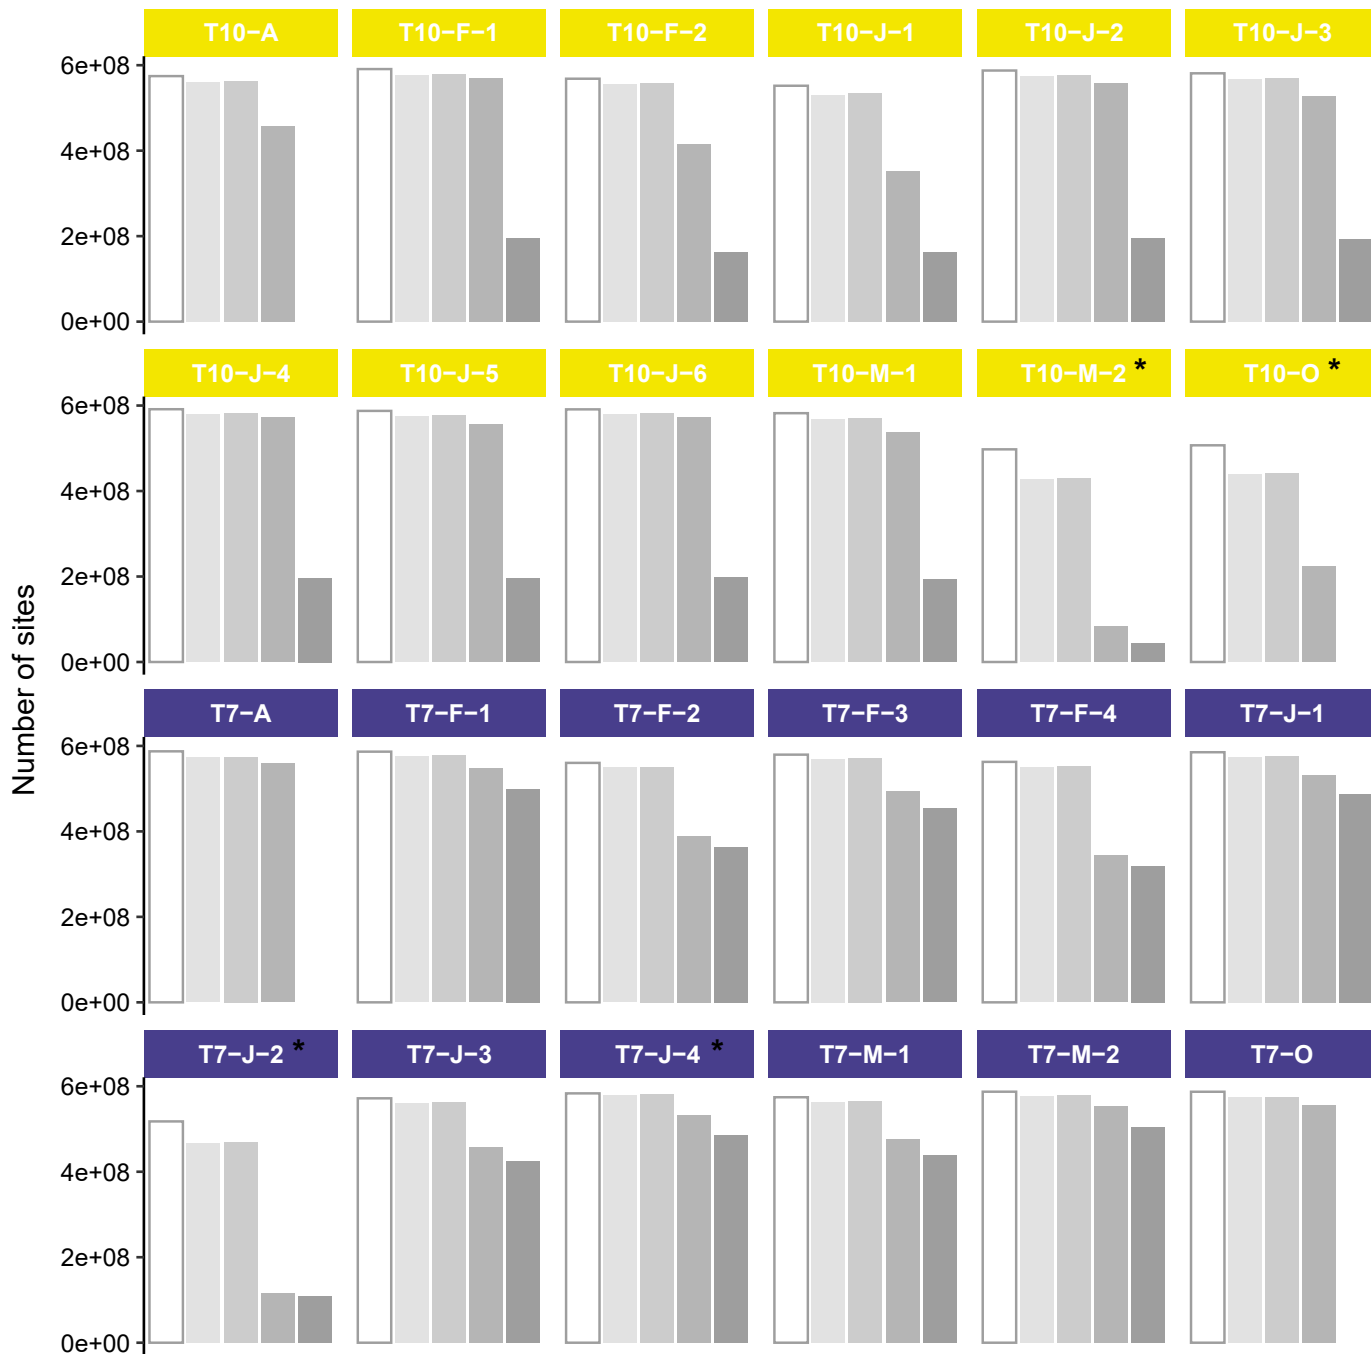 T10−A T10−F−1 T10−F−2 T10−J−1 T10−J−2 T10−J−3
6e+08
4e+08
2e+08
0e+00
T10−J−4 T10−J−5 T10−J−6 T10−M−1 T10−M−2 * T10−O *
6e+08
4e+08
2e+08
0e+00
Number of sites
T7−A T7−F−1 T7−F−2 T7−F−3 T7−F−4 T7−J−1
6e+08
4e+08
2e+08
0e+00
T7−J−2 * T7−J−3 T7−J−4 * T7−M−1 T7−M−2 T7−O
6e+08
4e+08
2e+08
0e+00